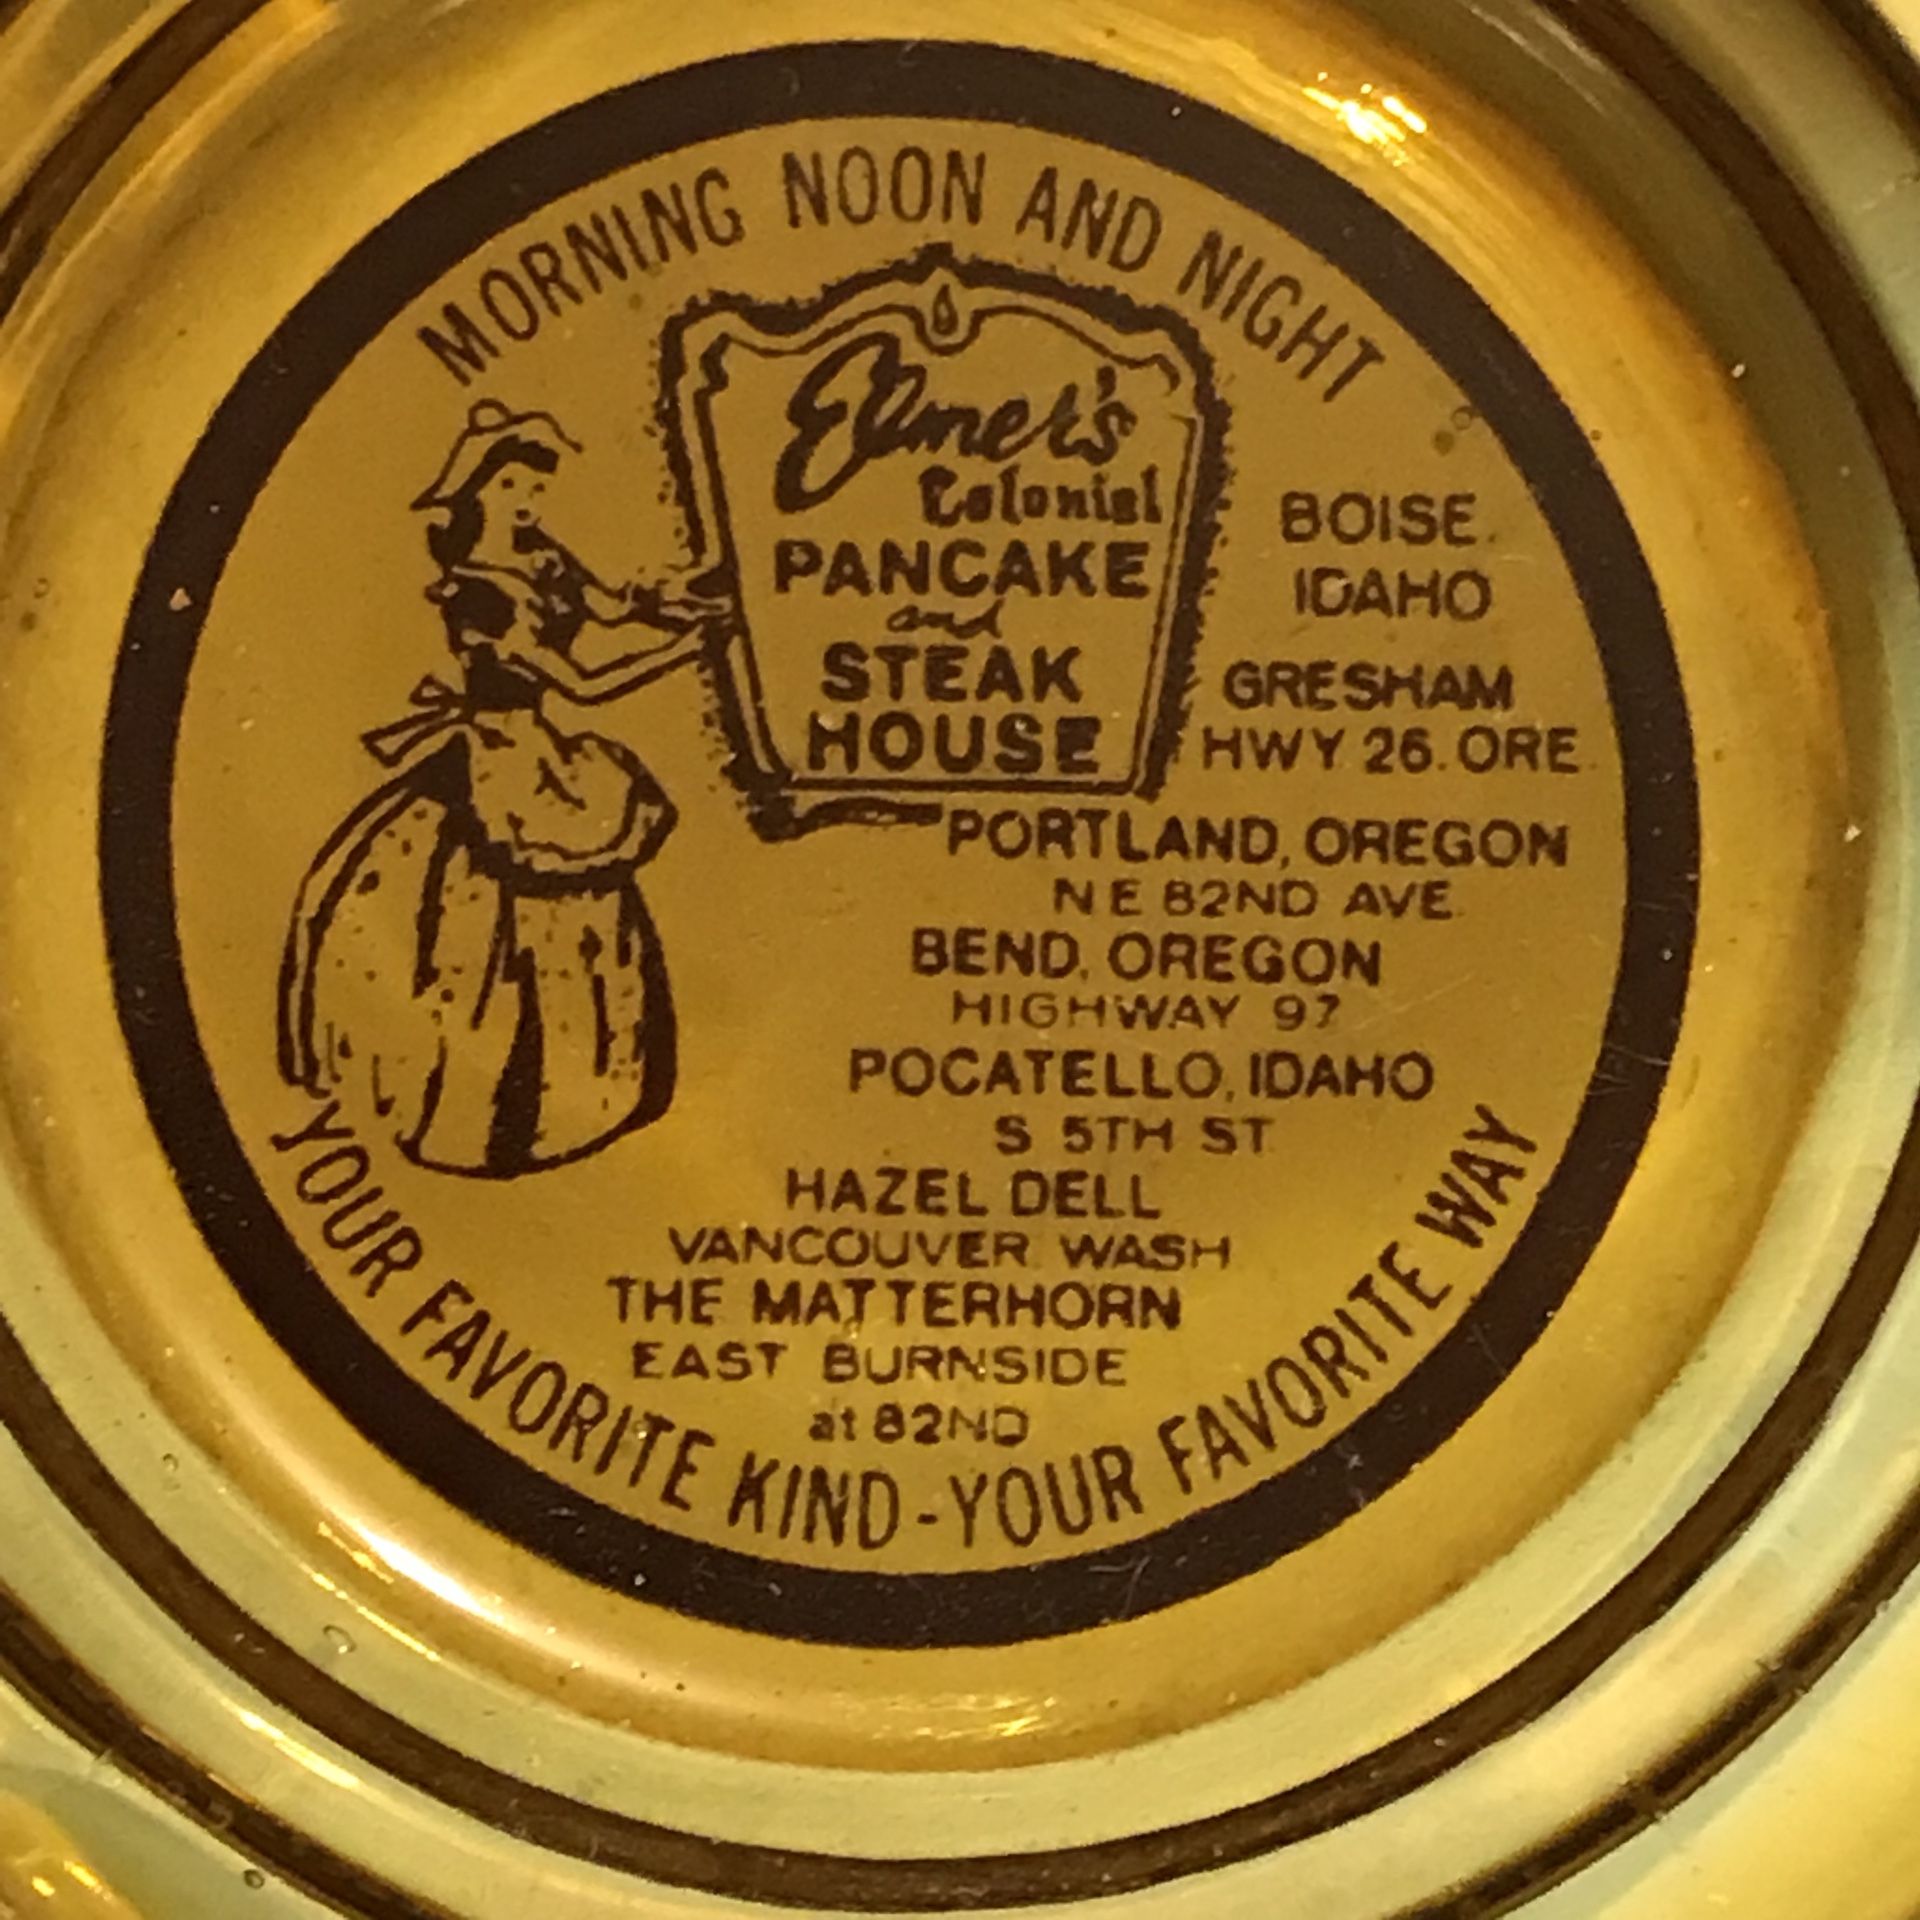 MORNING NOON AND NIGHT
Elmer's
Colonial
PANCAKE
and
STEAK
HOUSE
BOISE.
IDAHO
GRESHAM
HWY 26. ORE.
PORTLAND, OREGON
N E 82ND AVE.
BEND, OREGON
HIGHWAY 97
POCATELLO, IDAHO
S 5TH ST
HAZEL DELL
VANCOUVER WASH
THE MATTERHORN
EAST BURNSIDE
at 82ND
YOUR FAVORITE KIND - YOUR FAVORITE WAY